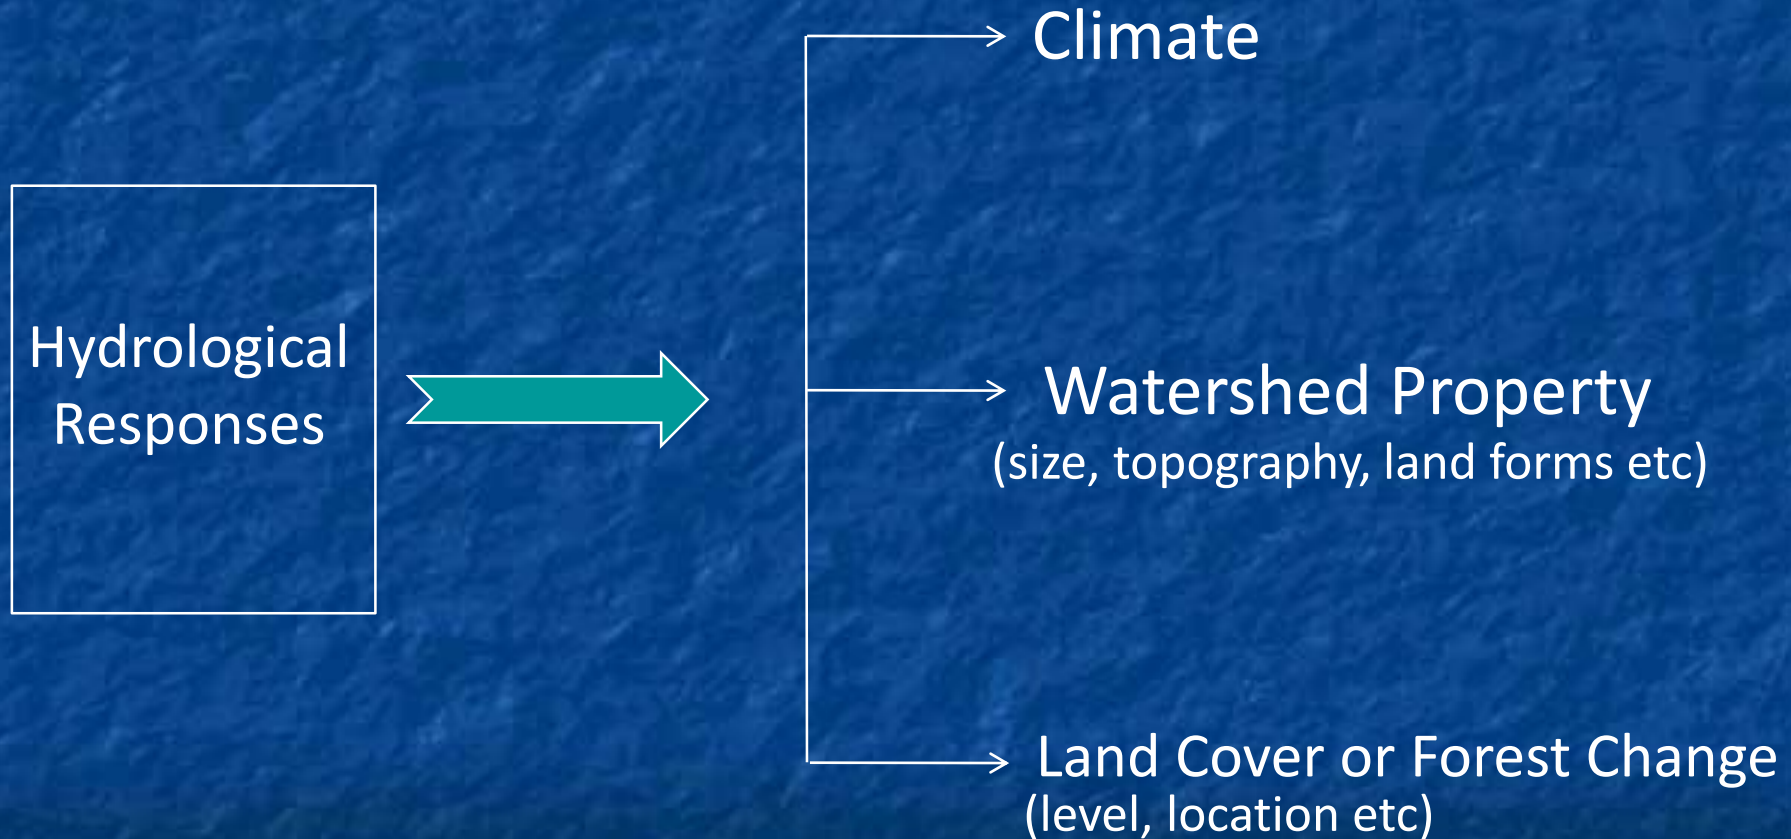 Climate
Hydrological
Responses
Watershed Property
(size, topography, land forms etc)
Land Cover or Forest Change
(level, location etc)